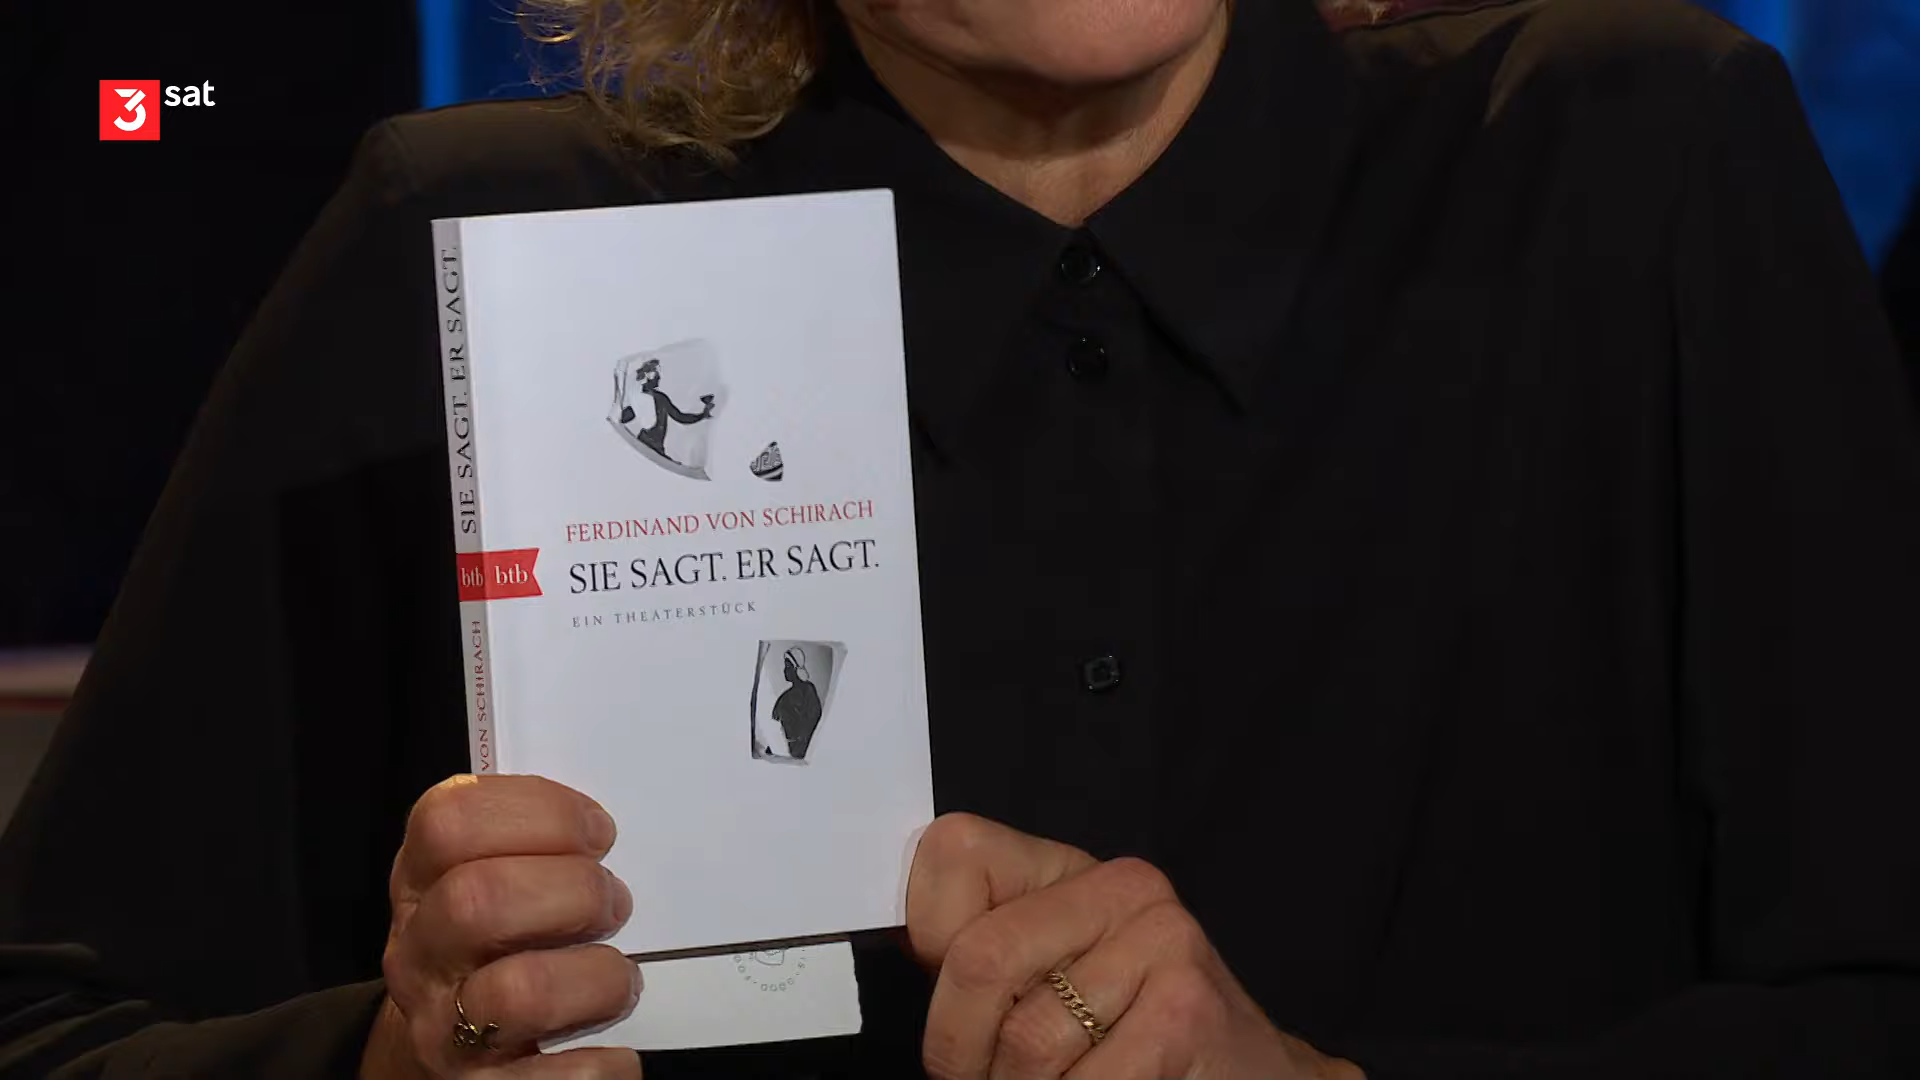 3sat
SIE SAGT. ER SAGT.
btb
VON SCHIRACH
FERDINAND VON SCHIRACH
SIE SAGT. ER SAGT.
btb
EIN THEATERSTÜCK